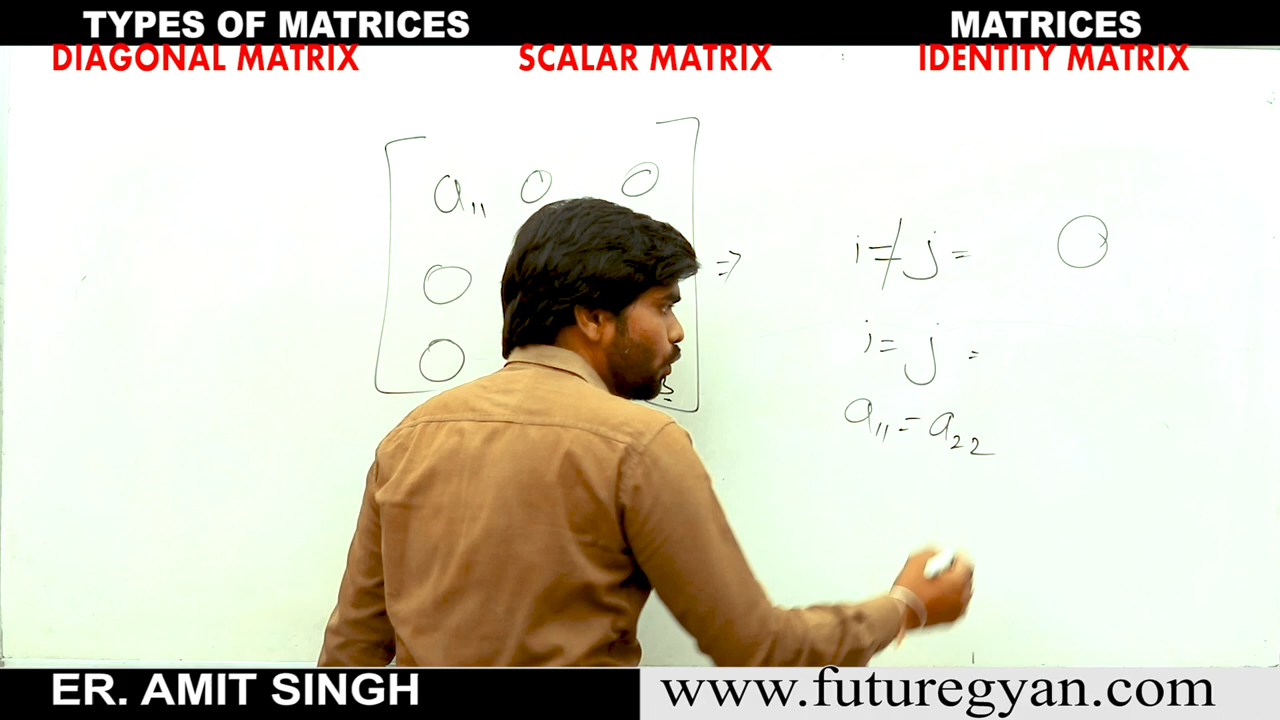 TYPES OF MATRICES MATRICES
DIAGONAL MATRIX SCALAR MATRIX IDENTITY MATRIX
a₁₁ 0 0
0
0 3
⇒ i ≠ j = 0
i = j =
a₁₁ = a₂₂
ER. AMIT SINGH www.futuregyan.com